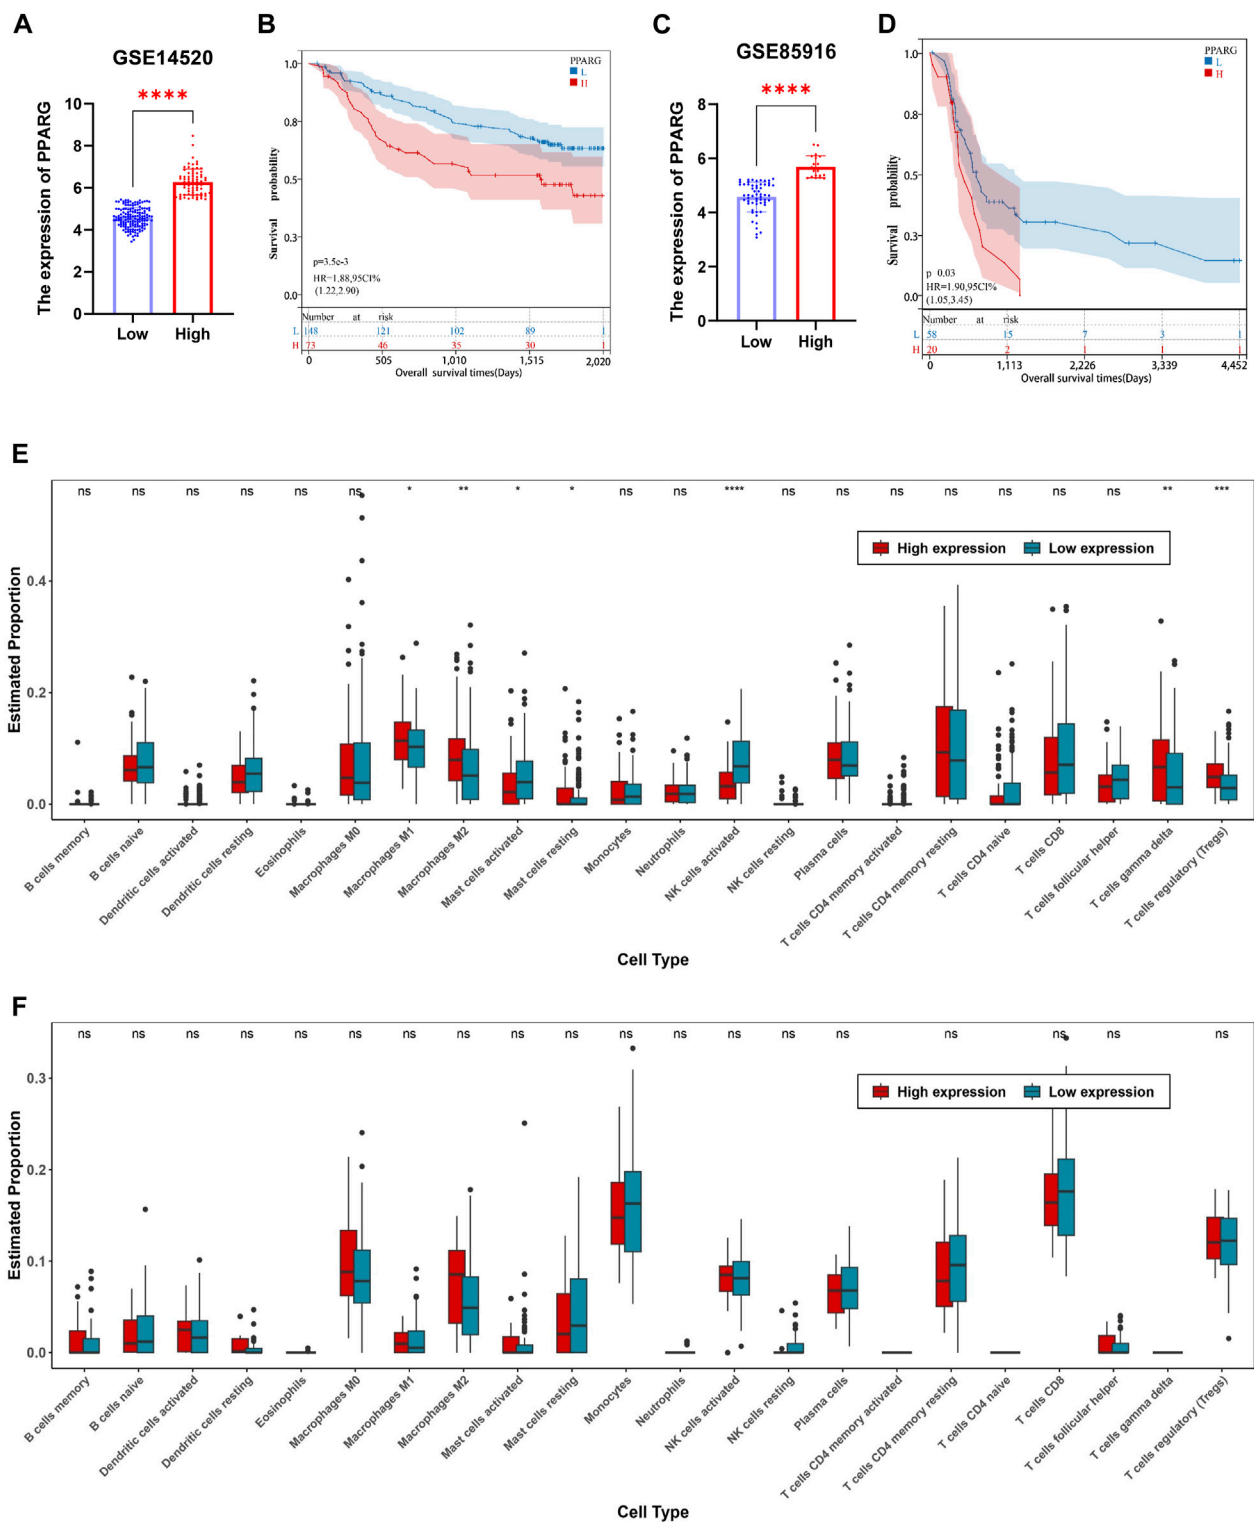 A
GSE14520
****
The expression of PPARG
10
8
6
4
2
0
Low High
B
PPARG
L
H
Survival probability
1.0
0.8
0.5
0.3
0.0
p=3.5e-3
HR=1.88,95CI%
(1.22,2.90)
Number at risk
L 148 121 102 89 1
H 73 46 35 30 1
0 505 1,010 1,515 2,020
Overall survival times(Days)
C
GSE85916
****
The expression of PPARG
8
6
4
2
0
Low High
D
PPARG
L
H
Survival probability
1.0
0.8
0.5
0.3
0.0
p 0.03
HR=1.90,95CI%
(1.05,3.45)
Number at risk
L 58 15 7 3 1
H 20 2 1 1 1
0 1,113 2,226 3,339 4,452
Overall survival times(Days)
E
ns ns ns ns ns ns * ** * * ns ns **** ns ns ns ns ns ns ns ** ***
High expression Low expression
Estimated Proportion
0.4
0.2
0.0
B cells memory
B cells naive
Dendritic cells activated
Dendritic cells resting
Eosinophils
Macrophages M0
Macrophages M1
Macrophages M2
Mast cells activated
Mast cells resting
Monocytes
Neutrophils
NK cells activated
NK cells resting
Plasma cells
T cells CD4 memory activated
T cells CD4 memory resting
T cells CD4 naive
T cells CD8
T cells follicular helper
T cells gamma delta
T cells regulatory (Tregs)
Cell Type
F
ns ns ns ns ns ns ns ns ns ns ns ns ns ns ns ns ns ns ns
High expression Low expression
Estimated Proportion
0.3
0.2
0.1
0.0
B cells memory
B cells naive
Dendritic cells activated
Dendritic cells resting
Eosinophils
Macrophages M0
Macrophages M1
Macrophages M2
Mast cells activated
Mast cells resting
Monocytes
Neutrophils
NK cells activated
NK cells resting
Plasma cells
T cells CD4 memory activated
T cells CD4 memory resting
T cells CD4 naive
T cells CD8
T cells follicular helper
T cells gamma delta
T cells regulatory (Tregs)
Cell Type